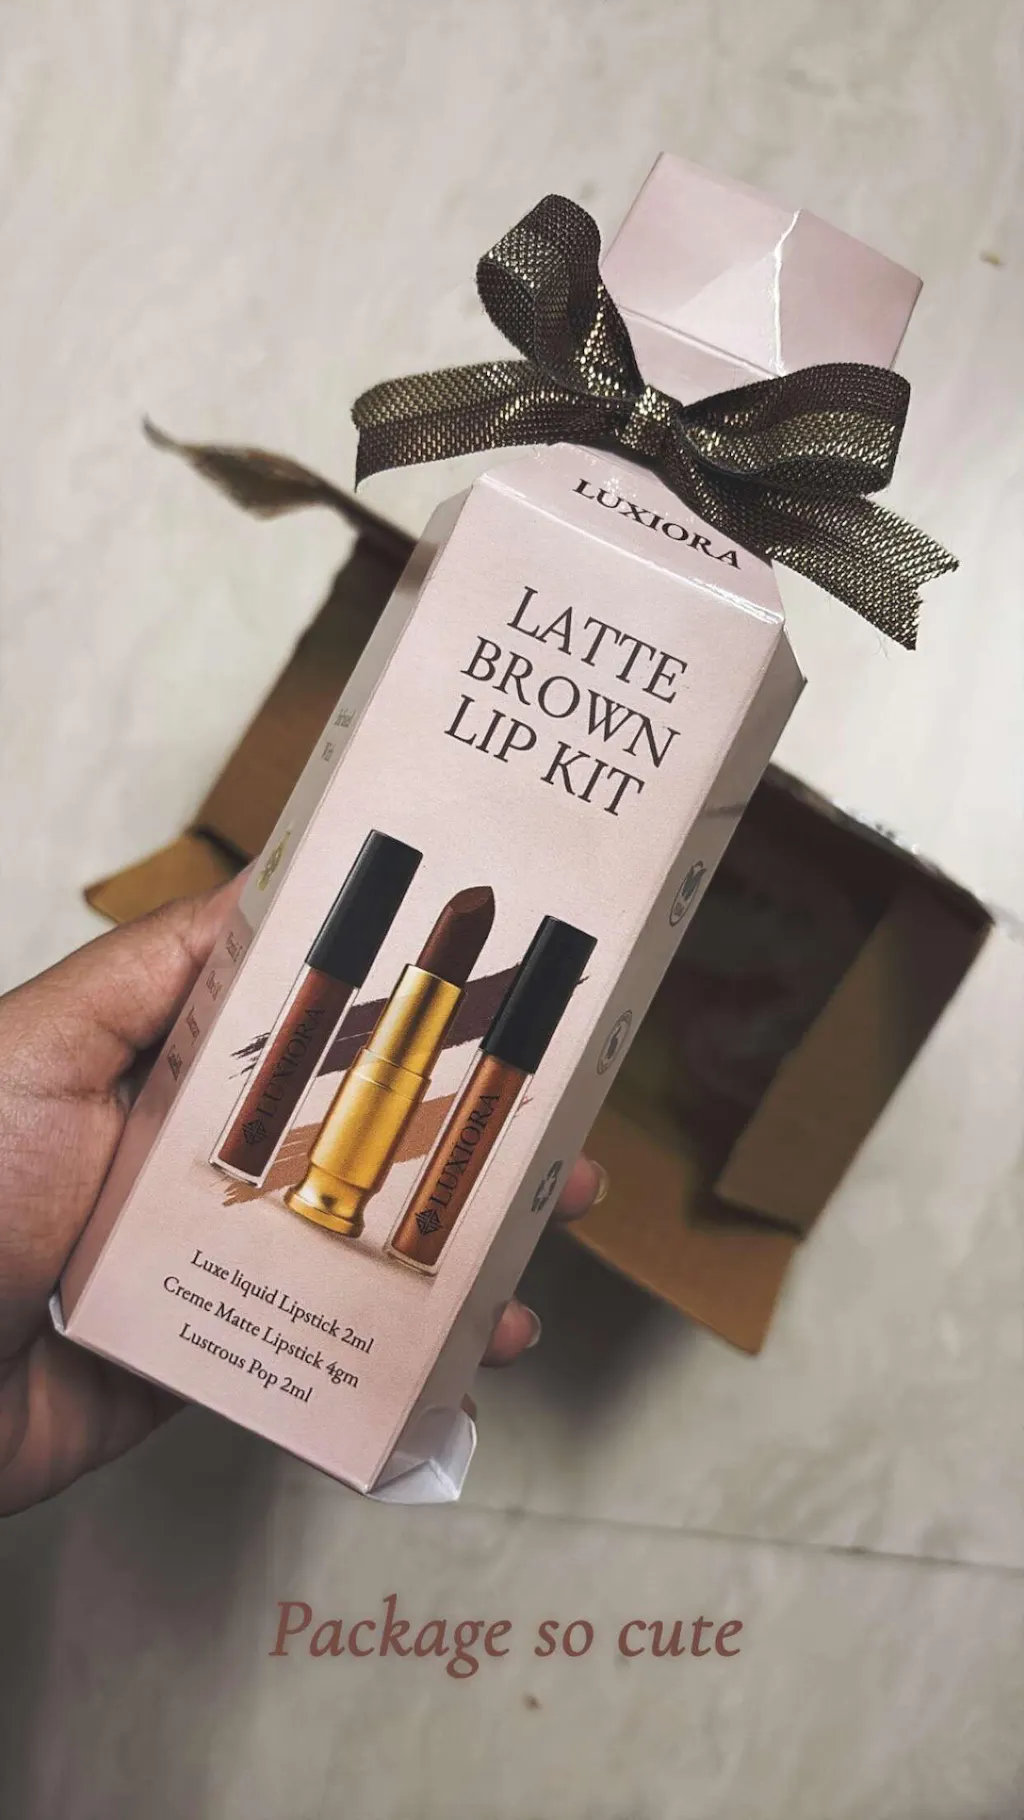 LUXIORA
LATTE
BROWN
LIP KIT
LUXIORA
LUXIORA
Luxe liquid Lipstick 2ml
Creme Matte Lipstick 4gm
Lustrous Pop 2ml
Package so cute